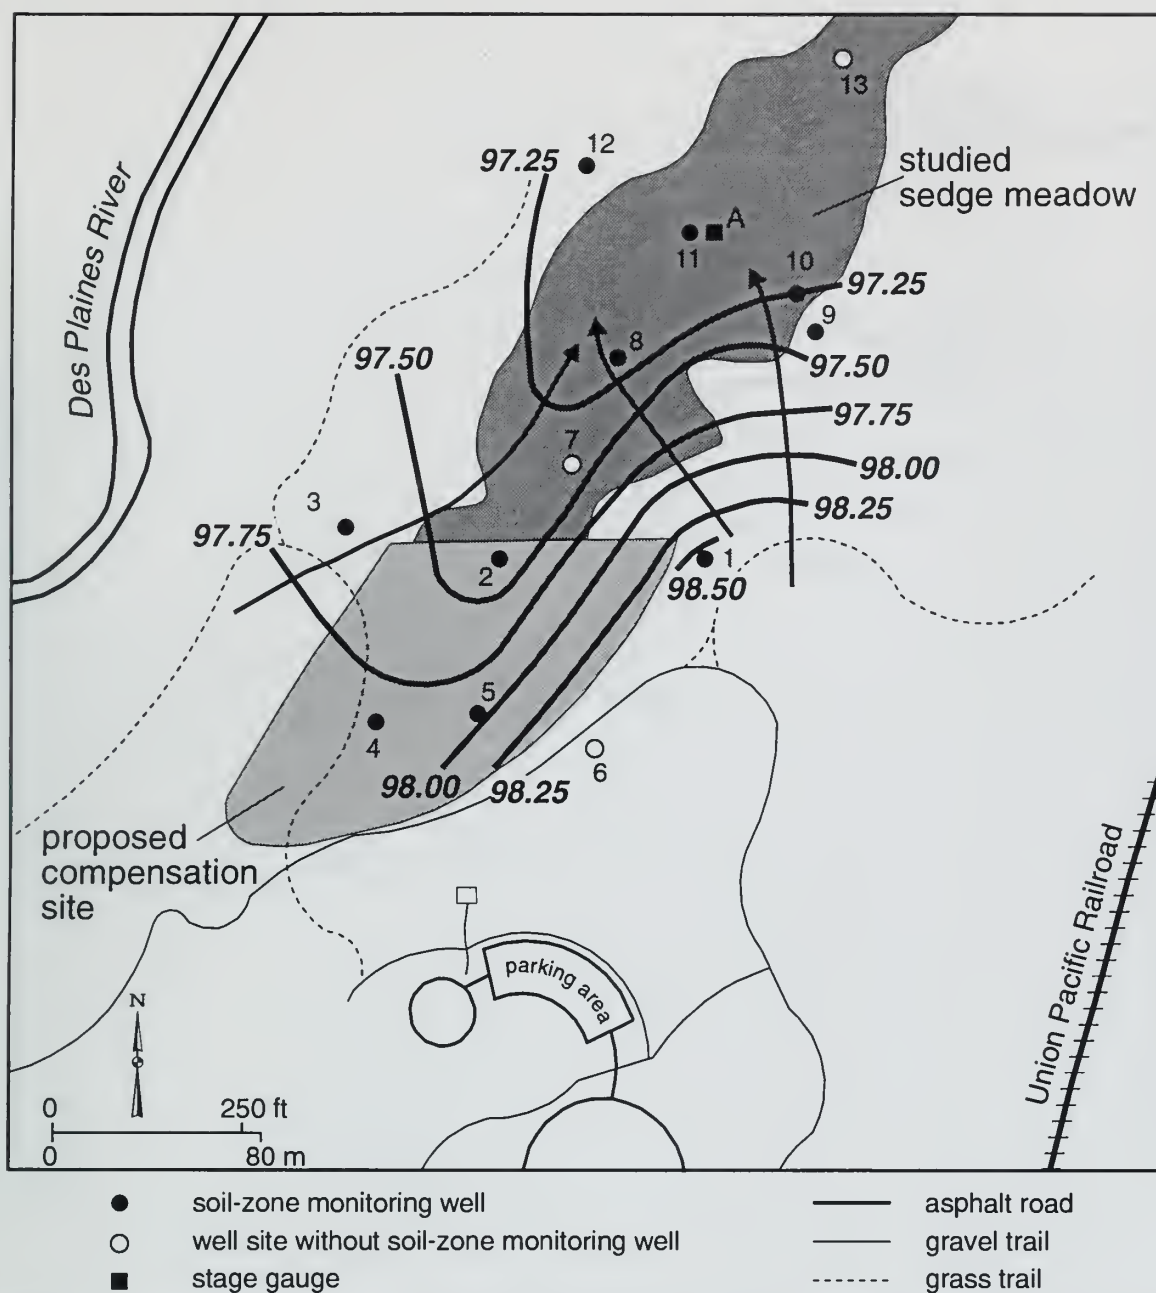 13
12
97.25
studied
sedge meadow
Des Plaines River
A
11
10
97.25
9
8
97.50
97.50
97.75
7
98.00
3
98.25
97.75
2
1
98.50
5
4
6
98.00
98.25
proposed
compensation
site
Union Pacific Railroad
parking area
N
0
250 ft
0
80 m
soil-zone monitoring well
asphalt road
well site without soil-zone monitoring well
gravel trail
stage gauge
grass trail